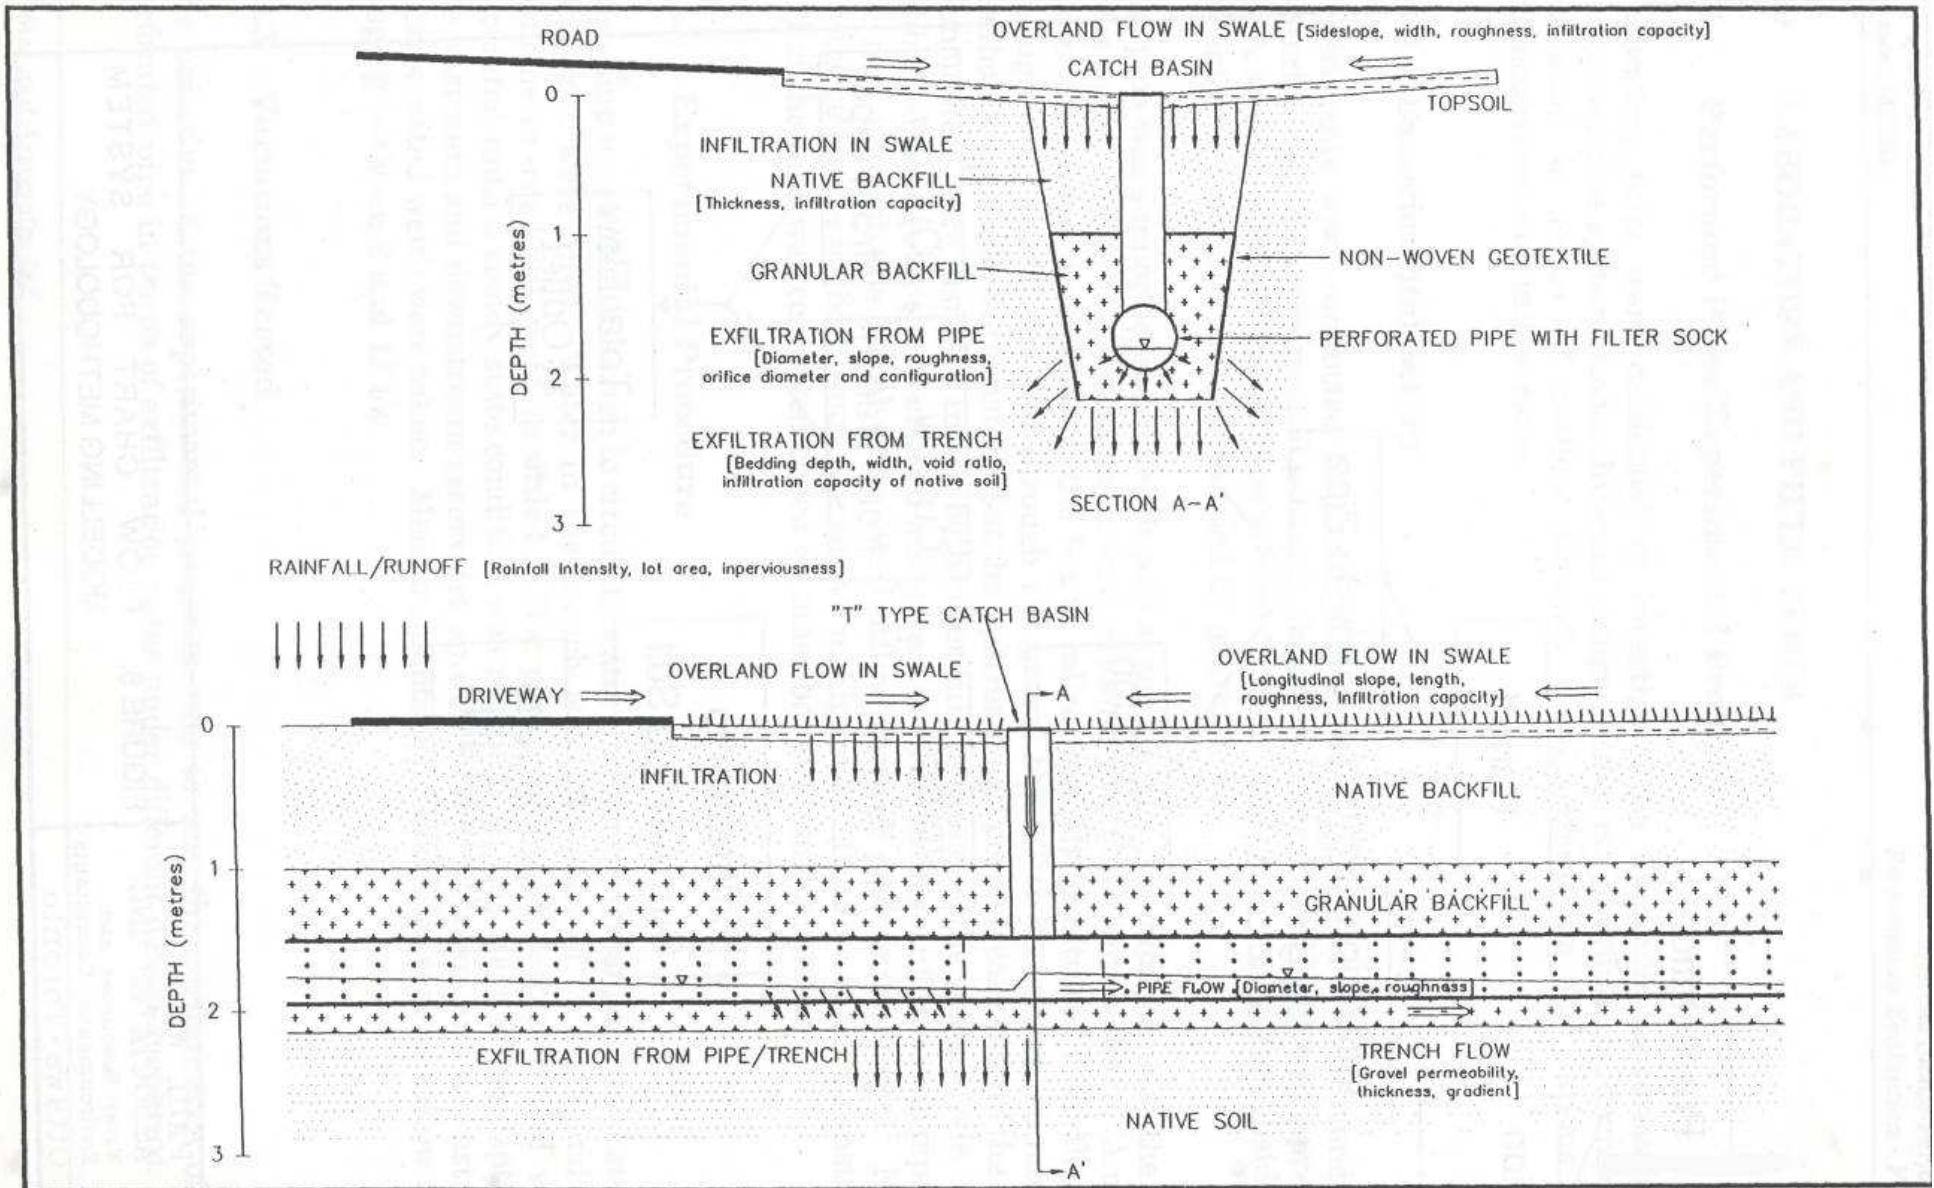 OVERLAND FLOW IN SWALE [Sideslope, width, roughness, infiltration capacity]
ROAD
CATCH BASIN
TOPSOIL
0
INFILTRATION IN SWALE
NATIVE BACKFILL
[Thickness, infiltration capacity]
1
NON-WOVEN GEOTEXTILE
GRANULAR BACKFILL
DEPTH (metres)
EXFILTRATION FROM PIPE
[Diameter, slope, roughness,
orifice diameter and configuration]
PERFORATED PIPE WITH FILTER SOCK
2
EXFILTRATION FROM TRENCH
[Bedding depth, width, void ratio,
infiltration capacity of native soil]
SECTION A-A'
3
RAINFALL/RUNOFF [Rainfall intensity, lot area, inperviousness]
"T" TYPE CATCH BASIN
OVERLAND FLOW IN SWALE
OVERLAND FLOW IN SWALE
[Longitudinal slope, length,
roughness, infiltration capacity]
DRIVEWAY
A
0
INFILTRATION
NATIVE BACKFILL
1
GRANULAR BACKFILL
DEPTH (metres)
PIPE FLOW [Diameter, slope, roughness]
2
EXFILTRATION FROM PIPE/TRENCH
TRENCH FLOW
[Gravel permeability,
thickness, gradient]
NATIVE SOIL
3
A'